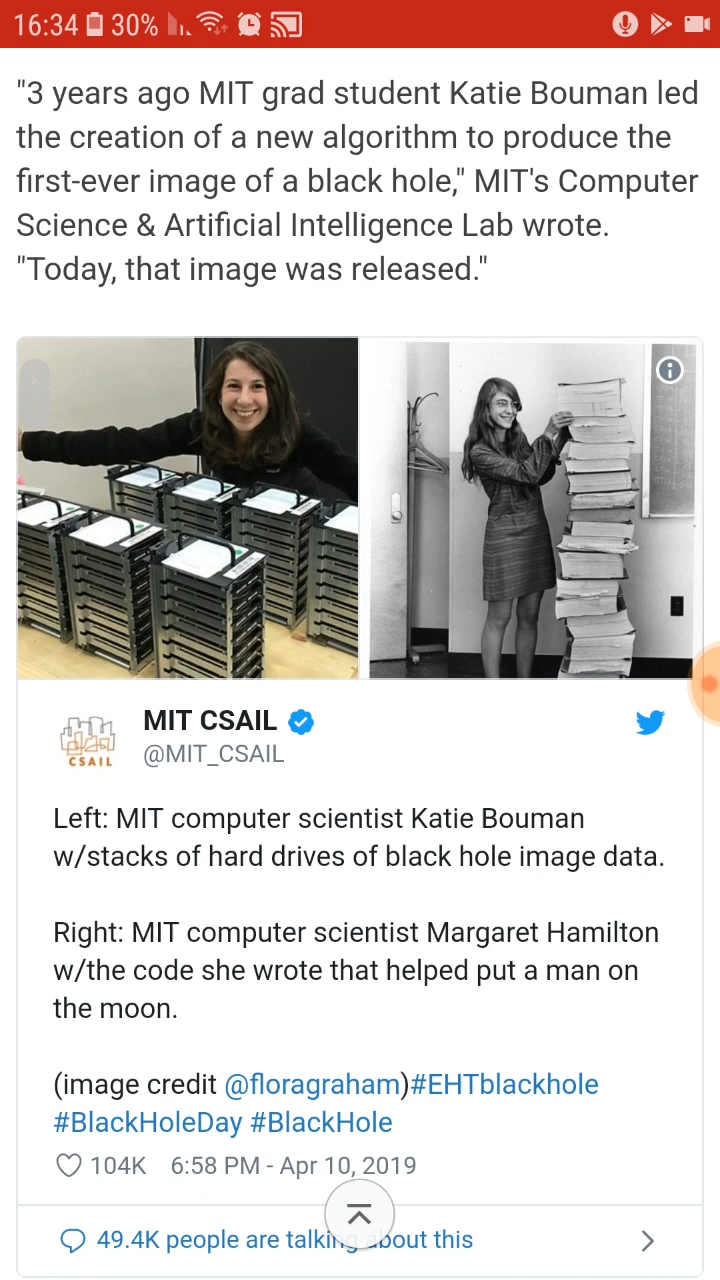 16:34 30%
"3 years ago MIT grad student Katie Bouman led
the creation of a new algorithm to produce the
first-ever image of a black hole," MIT's Computer
Science & Artificial Intelligence Lab wrote.
"Today, that image was released."
CSAIL
MIT CSAIL
@MIT_CSAIL
Left: MIT computer scientist Katie Bouman
w/stacks of hard drives of black hole image data.
Right: MIT computer scientist Margaret Hamilton
w/the code she wrote that helped put a man on
the moon.
(image credit @floragraham)#EHTblackhole
#BlackHoleDay #BlackHole
104K 6:58 PM - Apr 10, 2019
49.4K people are talking about this